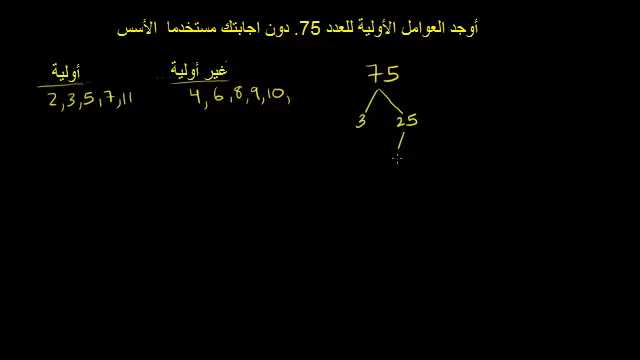 أوجد العوامل الأولية للعدد 75. دون اجابتك مستخدما الأسس
أولية
2,3,5,7,11
غير أولية
4,6,8,9,10,
75
3 25